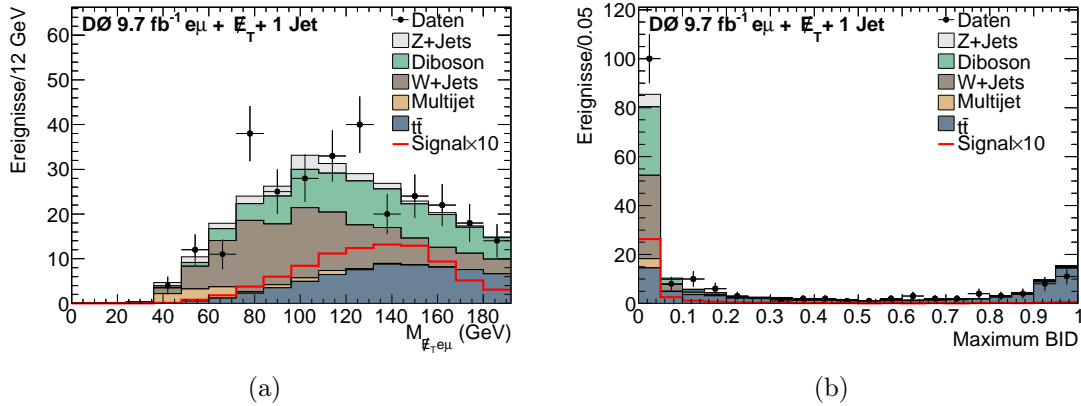 DØ 9.7 fb⁻¹ eμ + E̸_T + 1 Jet
Daten
Z+Jets
Diboson
W+Jets
Multijet
tt̄
Signal×10
Ereignisse/12 GeV
60
50
40
30
20
10
0
0 20 40 60 80 100 120 140 160 180
M_E̸_T eμ (GeV)
(a)
DØ 9.7 fb⁻¹ eμ + E̸_T + 1 Jet
Daten
Z+Jets
Diboson
W+Jets
Multijet
tt̄
Signal×10
Ereignisse/0.05
120
100
80
60
40
20
0
0 0.1 0.2 0.3 0.4 0.5 0.6 0.7 0.8 0.9 1
Maximum BID
(b)